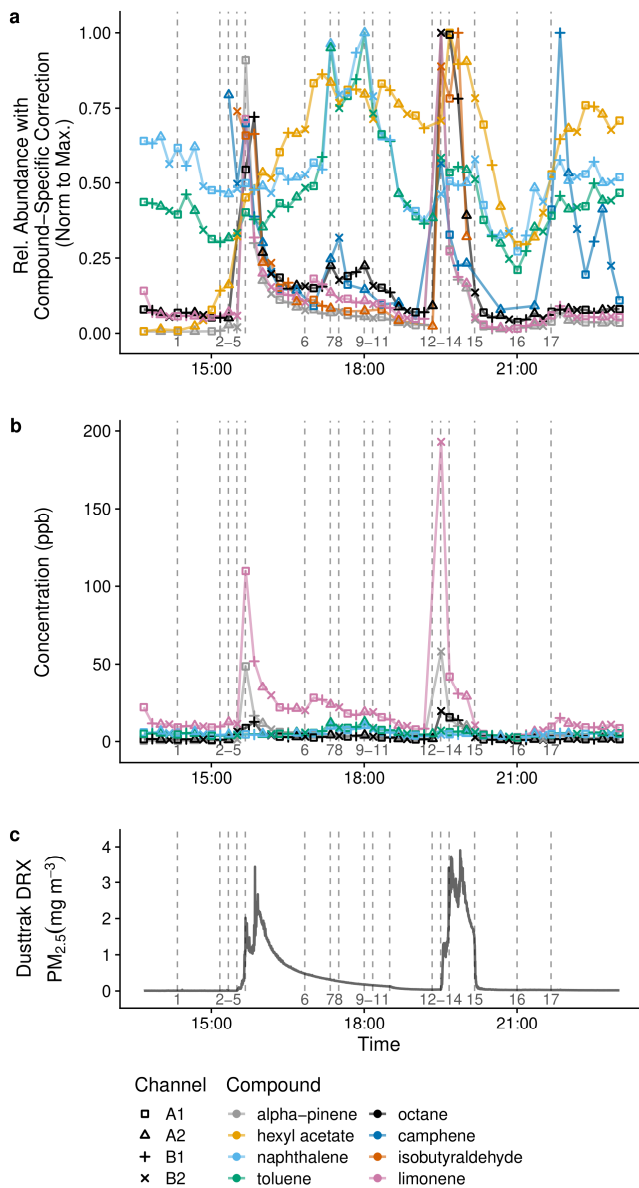 a
Rel. Abundance with
Compound−Specific Correction
(Norm to Max.)
1.00
0.75
0.50
0.25
0.00
1 2−5 6 78 9−11 12−14 15 16 17
15:00 18:00 21:00
b
Concentration (ppb)
200
150
100
50
0
1 2−5 6 78 9−11 12−14 15 16 17
15:00 18:00 21:00
c
Dusttrak DRX
PM2.5(mg m−3)
4
3
2
1
0
1 2−5 6 78 9−11 12−14 15 16 17
15:00 18:00 21:00
Time
Channel
A1
A2
B1
B2
Compound
alpha−pinene
hexyl acetate
naphthalene
toluene
octane
camphene
isobutyraldehyde
limonene